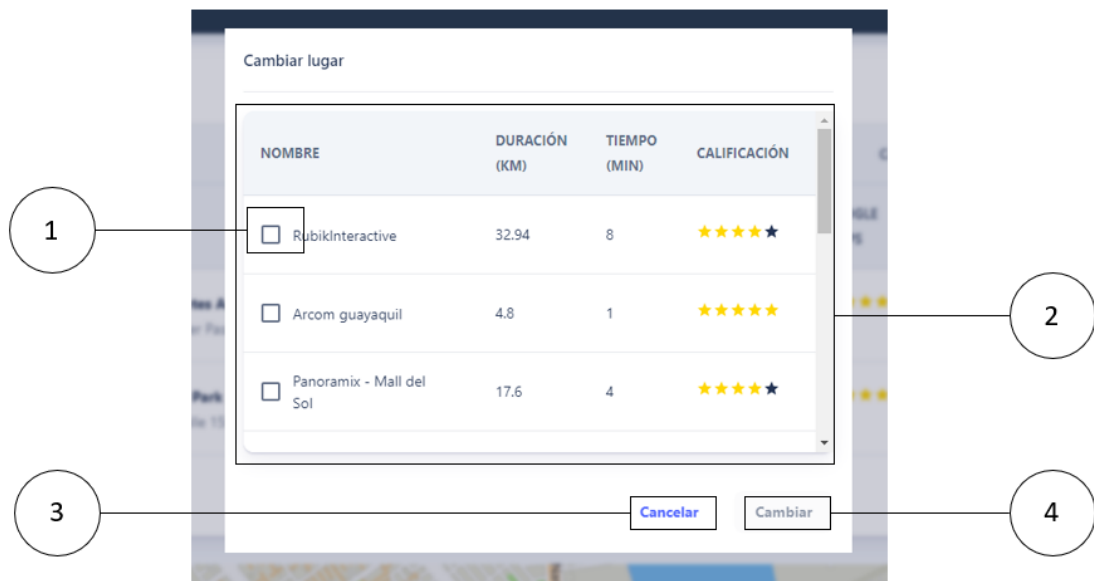 Cambiar lugar
NOMBRE
DURACIÓN
(KM)
TIEMPO
(MIN)
CALIFICACIÓN
1
RubikInteractive 32.94 8
Arcom guayaquil 4.8 1
2
Panoramix - Mall del
Sol
17.6 4
Park
3
Cancelar Cambiar
4